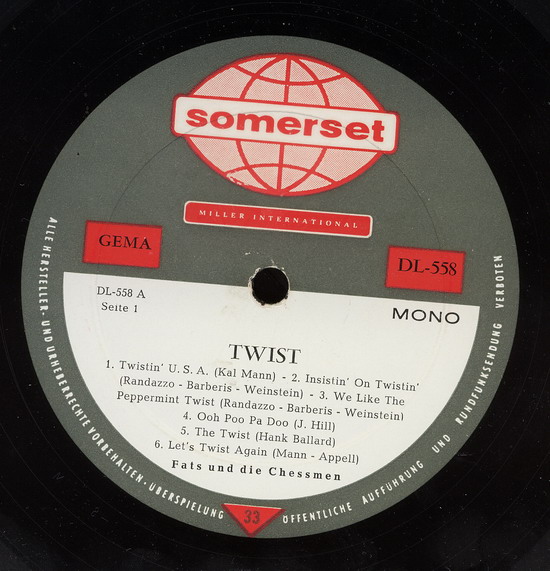 somerset
MILLER INTERNATIONAL
GEMA
DL-558
DL-558 A
Seite 1
MONO
TWIST
1. Twistin' U. S. A. (Kal Mann) - 2. Insistin' On Twistin'
(Randazzo - Barberis - Weinstein) - 3. We Like The
Peppermint Twist (Randazzo - Barberis - Weinstein)
4. Ooh Poo Pa Doo (J. Hill)
5. The Twist (Hank Ballard)
6. Let's Twist Again (Mann - Appell)
Fats und die Chessmen
ALLE HERSTELLER- UND URHEBERRECHTE VORBEHALTEN-ÜBERSPIELUNG
33
ÖFFENTLICHE AUFFÜHRUNG UND RUNDFUNKSENDUNG VERBOTEN